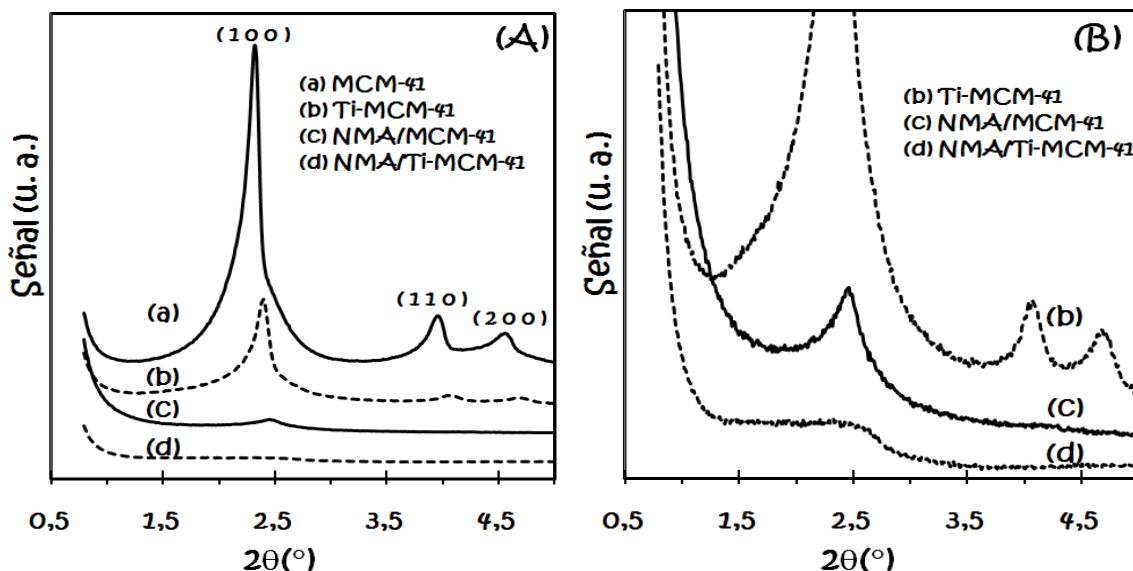 (A)
(100)
(a) MCM-41
(b) Ti-MCM-41
(c) NMA/MCM-41
(d) NMA/Ti-MCM-41
Señal (u. a.)
(110)
(200)
(a)
(b)
(c)
(d)
0,5 1,5 2,5 3,5 4,5
2θ(°)
(B)
(b) Ti-MCM-41
(c) NMA/MCM-41
(d) NMA/Ti-MCM-41
Señal (u. a.)
(b)
(c)
(d)
0,5 1,5 2,5 3,5 4,5
2θ(°)